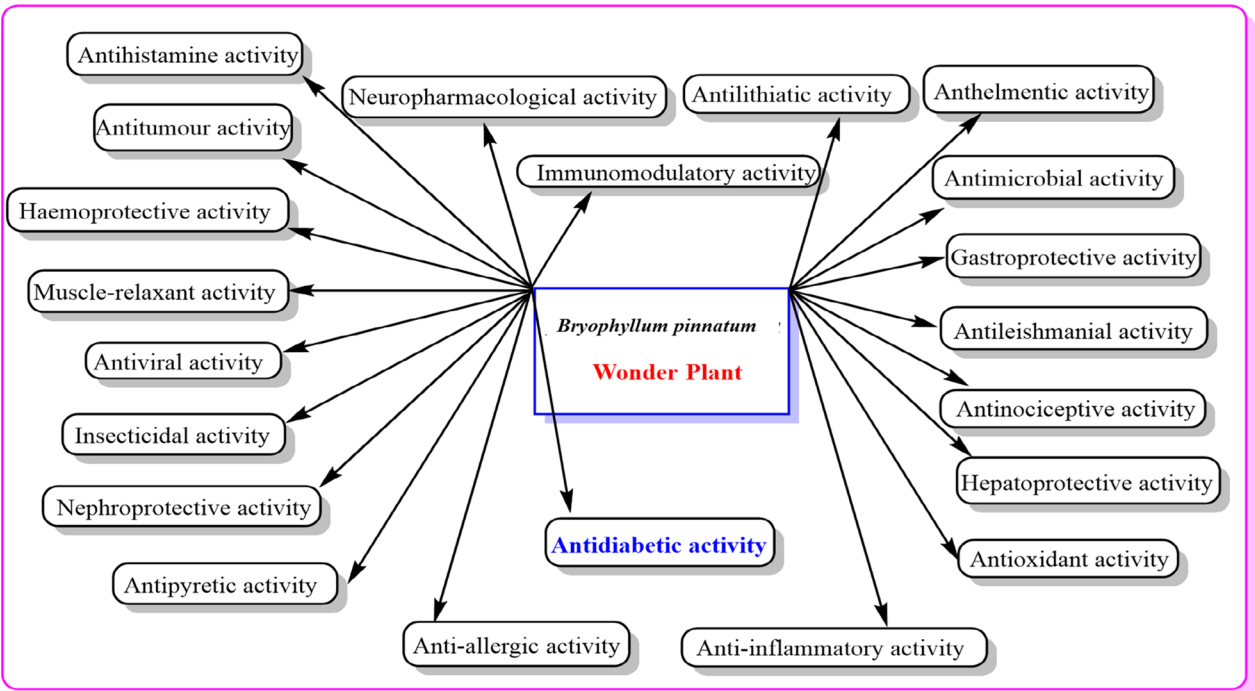 Antihistamine activity
Neuropharmacological activity
Antilithiatic activity
Anthelmentic activity
Antitumour activity
Immunomodulatory activity
Antimicrobial activity
Haemoprotective activity
Gastroprotective activity
Muscle-relaxant activity
Bryophyllum pinnatum
Antileishmanial activity
Antiviral activity
Wonder Plant
Antinociceptive activity
Insecticidal activity
Hepatoprotective activity
Nephroprotective activity
Antidiabetic activity
Antioxidant activity
Antipyretic activity
Anti-allergic activity
Anti-inflammatory activity